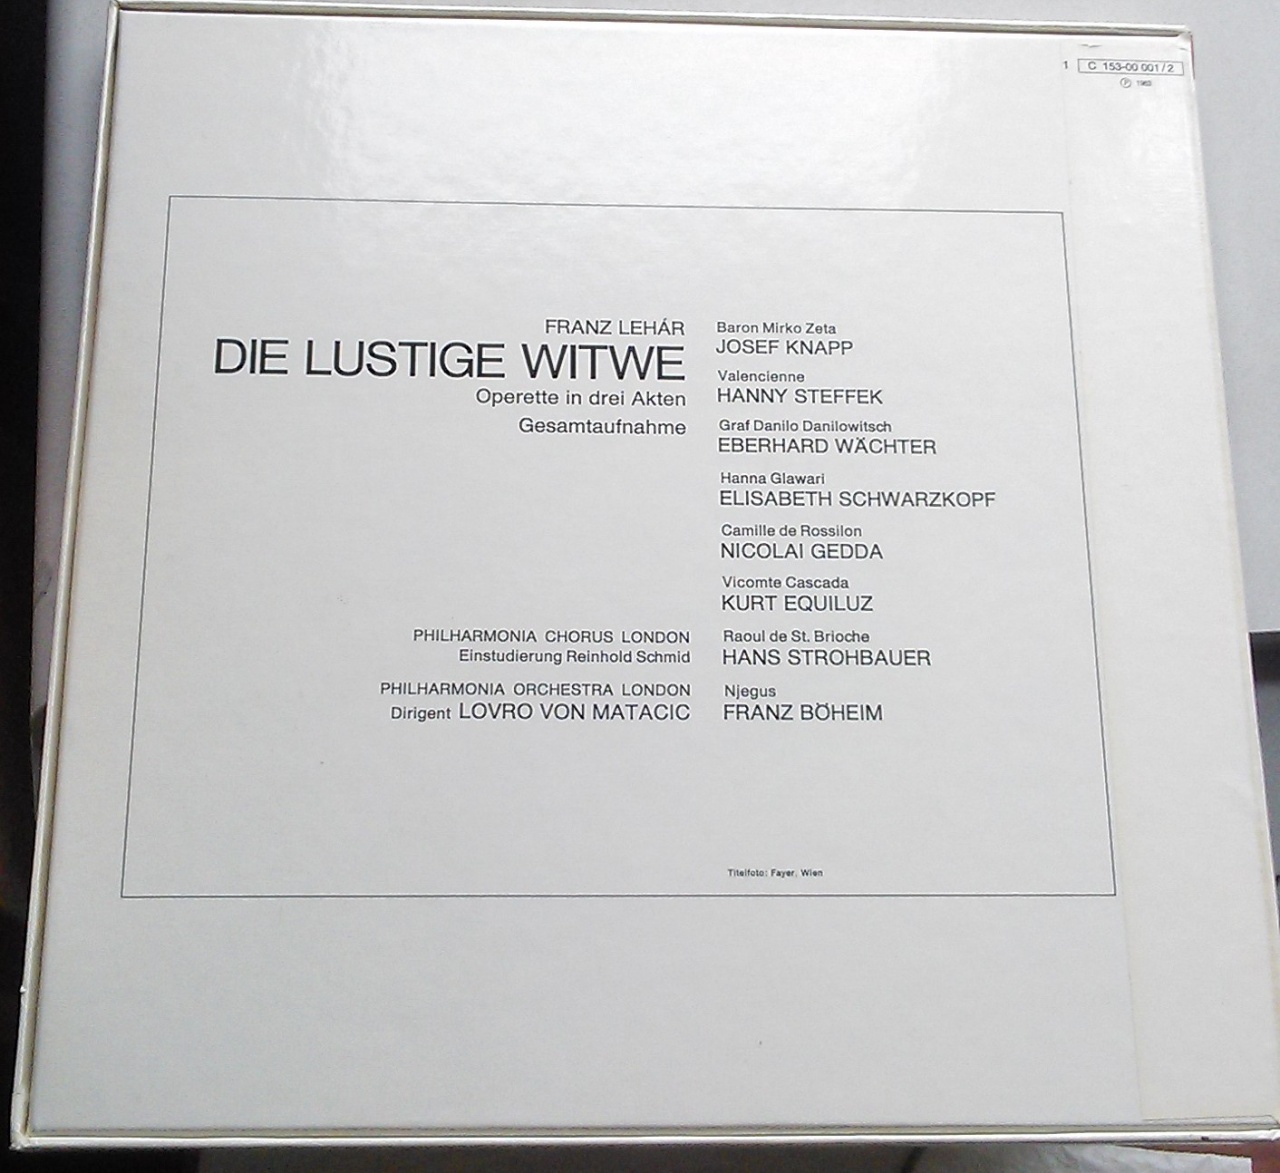 1 C 153-00 001/2
℗ 1963
FRANZ LEHÁR
DIE LUSTIGE WITWE
Operette in drei Akten
Gesamtaufnahme
PHILHARMONIA CHORUS LONDON
Einstudierung Reinhold Schmid
PHILHARMONIA ORCHESTRA LONDON
Dirigent LOVRO VON MATACIC
Baron Mirko Zeta
JOSEF KNAPP
Valencienne
HANNY STEFFEK
Graf Danilo Danilowitsch
EBERHARD WÄCHTER
Hanna Glawari
ELISABETH SCHWARZKOPF
Camille de Rossilon
NICOLAI GEDDA
Vicomte Cascada
KURT EQUILUZ
Raoul de St. Brioche
HANS STROHBAUER
Njegus
FRANZ BÖHEIM
Titelfoto: Fayer, Wien